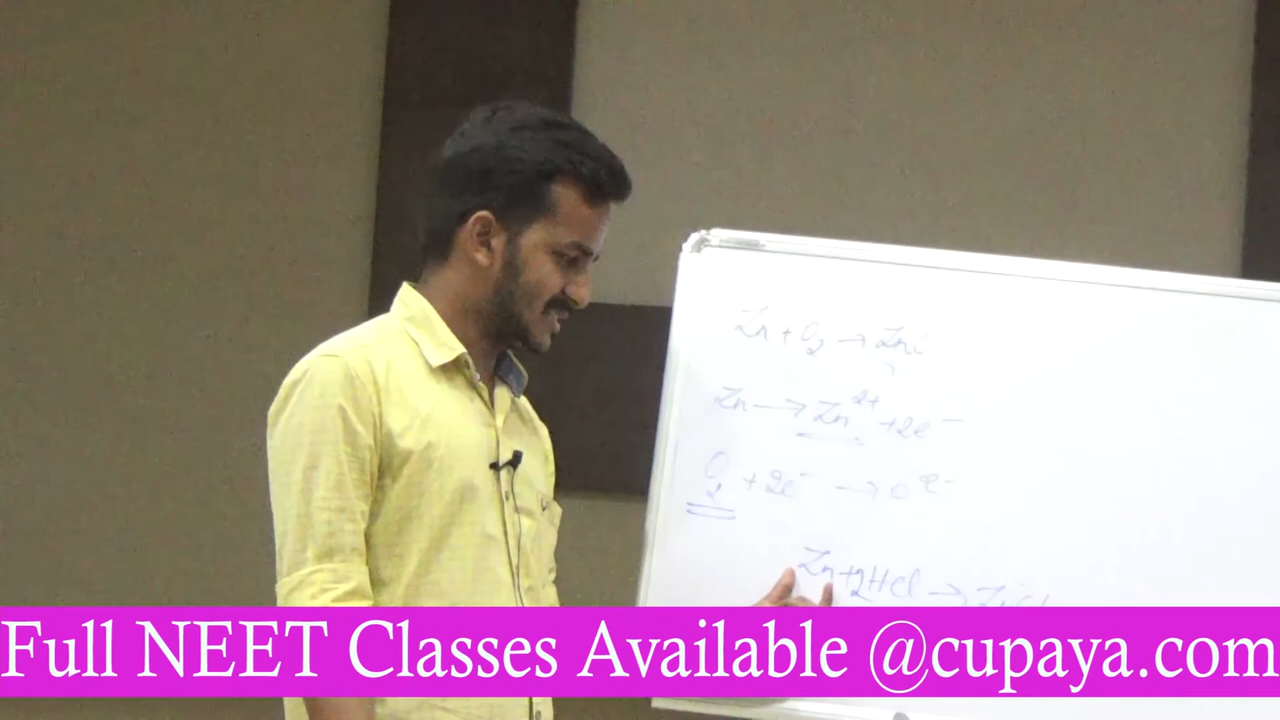 Zn + O2 → ZnO
Zn → Zn2+ + 2e-
O2 + 2e- → O2-
Zn + 2HCl →
Full NEET Classes Available @cupaya.com